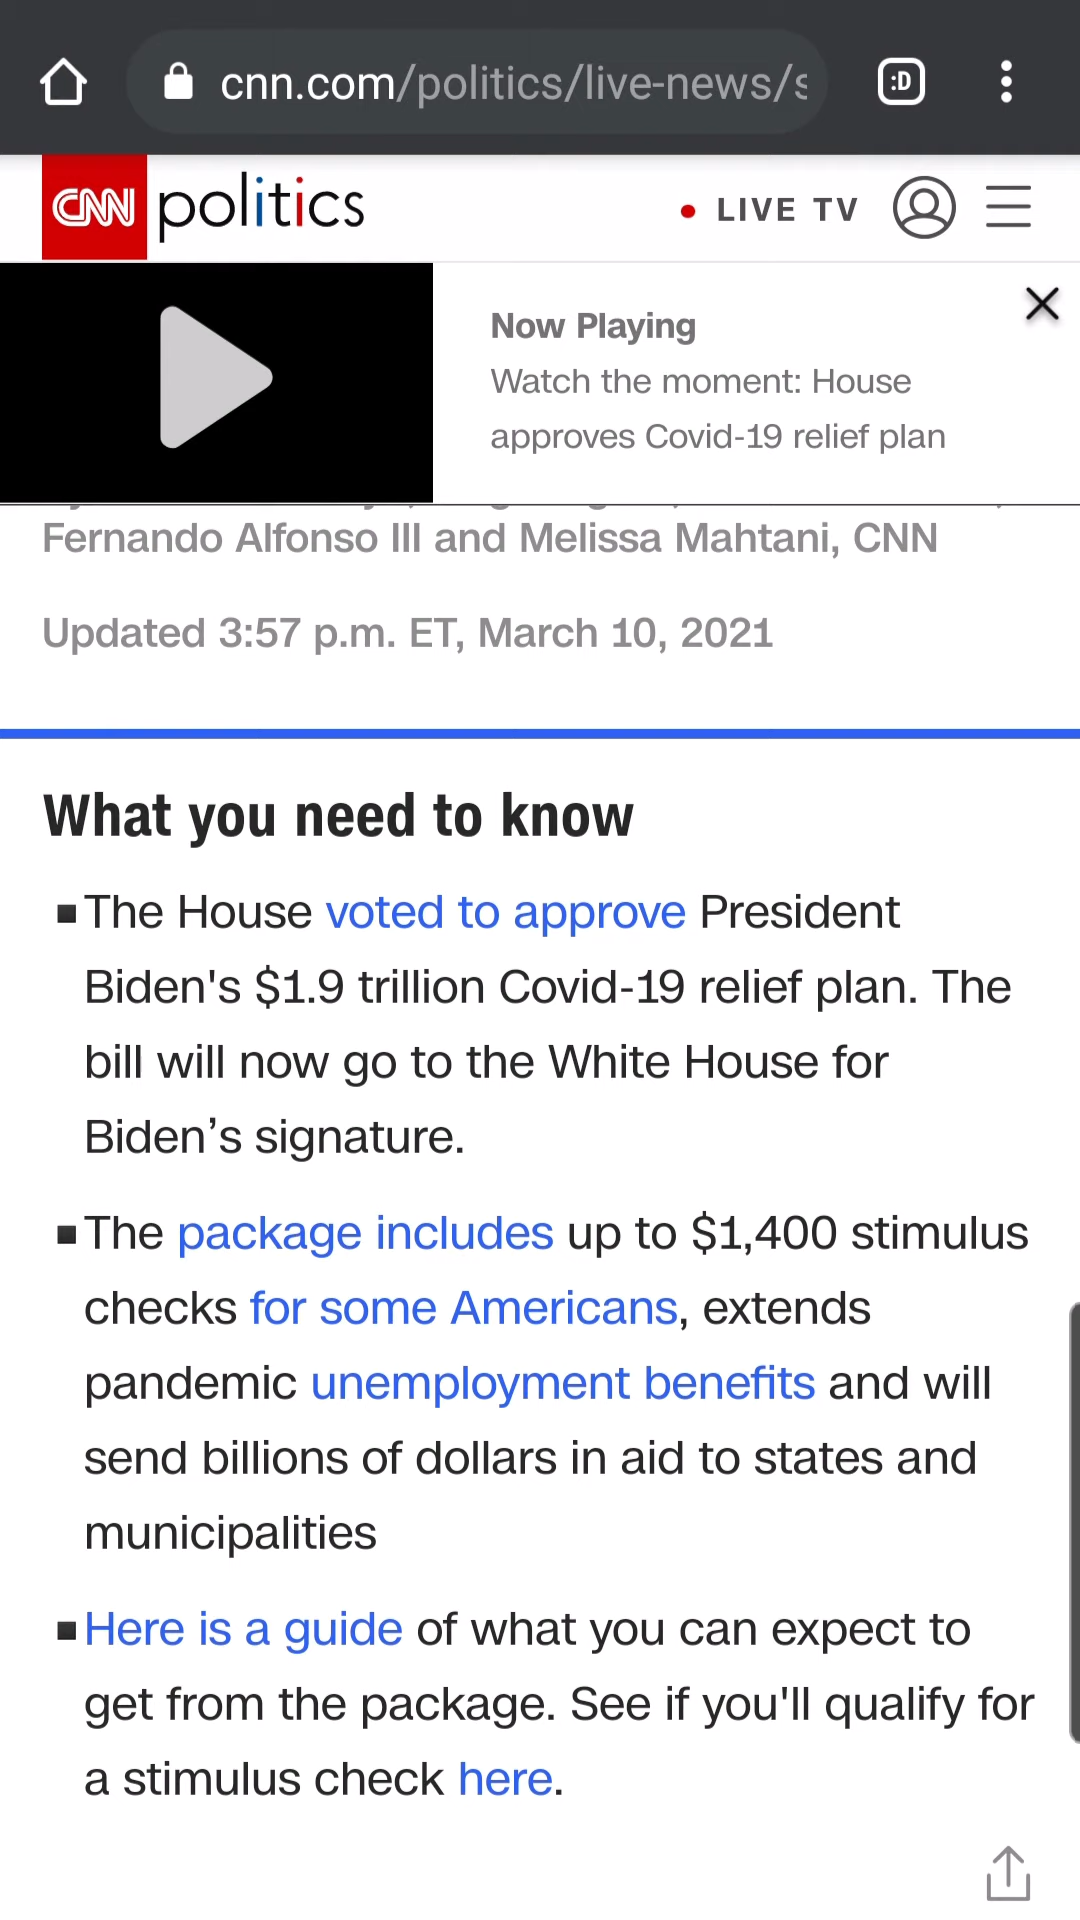 cnn.com/politics/live-news/s
:D
CNN politics
LIVE TV
Now Playing
Watch the moment: House
approves Covid-19 relief plan
Fernando Alfonso III and Melissa Mahtani, CNN
Updated 3:57 p.m. ET, March 10, 2021
What you need to know
▪The House voted to approve President
Biden's $1.9 trillion Covid-19 relief plan. The
bill will now go to the White House for
Biden’s signature.
▪The package includes up to $1,400 stimulus
checks for some Americans, extends
pandemic unemployment benefits and will
send billions of dollars in aid to states and
municipalities
▪Here is a guide of what you can expect to
get from the package. See if you'll qualify for
a stimulus check here.